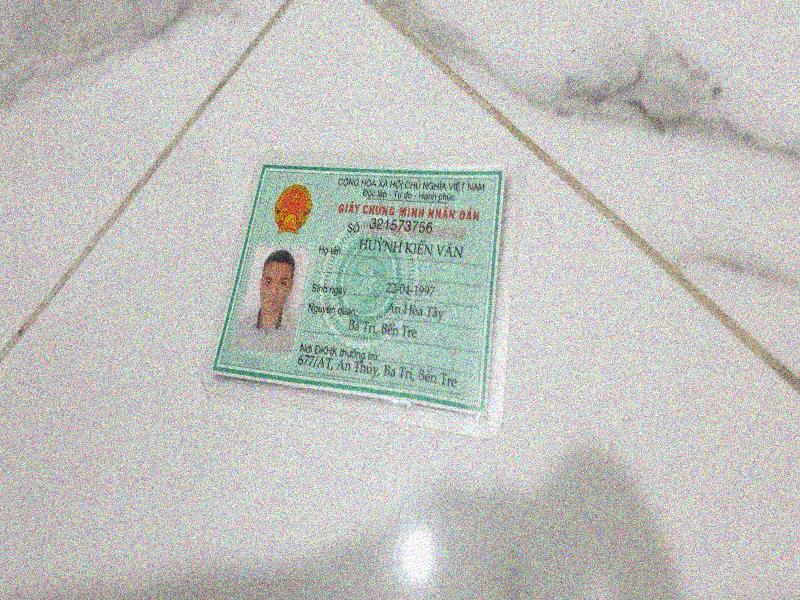 CỘNG HÒA XÃ HỘI CHỦ NGHĨA VIỆT NAM
Độc lập - Tự do - Hạnh phúc
GIẤY CHỨNG MINH NHÂN DÂN
SỐ 321573756
Họ tên HUỲNH KIẾN VĂN
Sinh ngày 22-04-1997
Nguyên quán An Hòa Tây
Ba Tri, Bến Tre
Nơi ĐKHK thường trú
677/AT, An Thủy, Ba Tri, Bến Tre